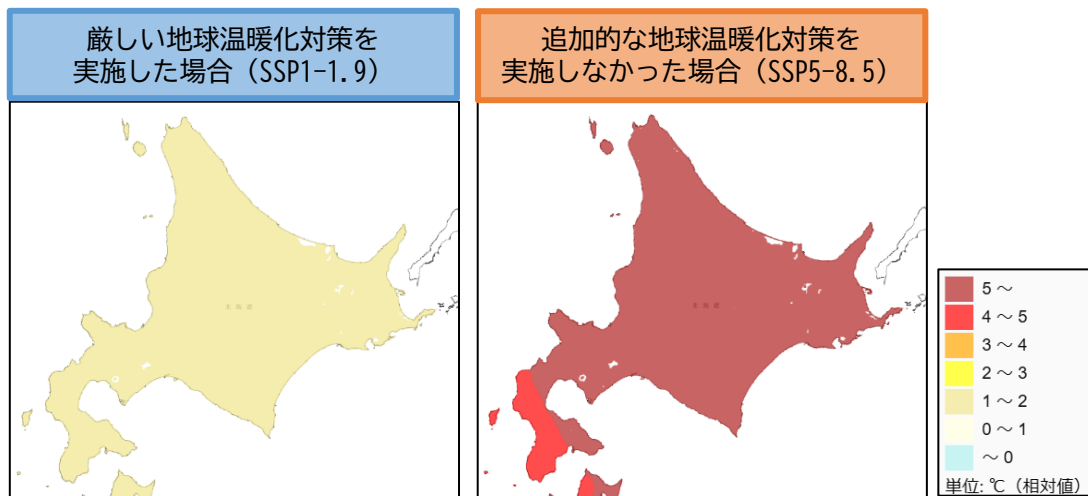 厳しい地球温暖化対策を
実施した場合（SSP1-1.9）
追加的な地球温暖化対策を
実施しなかった場合（SSP5-8.5）
5 ～
4 ～ 5
3 ～ 4
2 ～ 3
1 ～ 2
0 ～ 1
～ 0
単位: ℃（相対値）